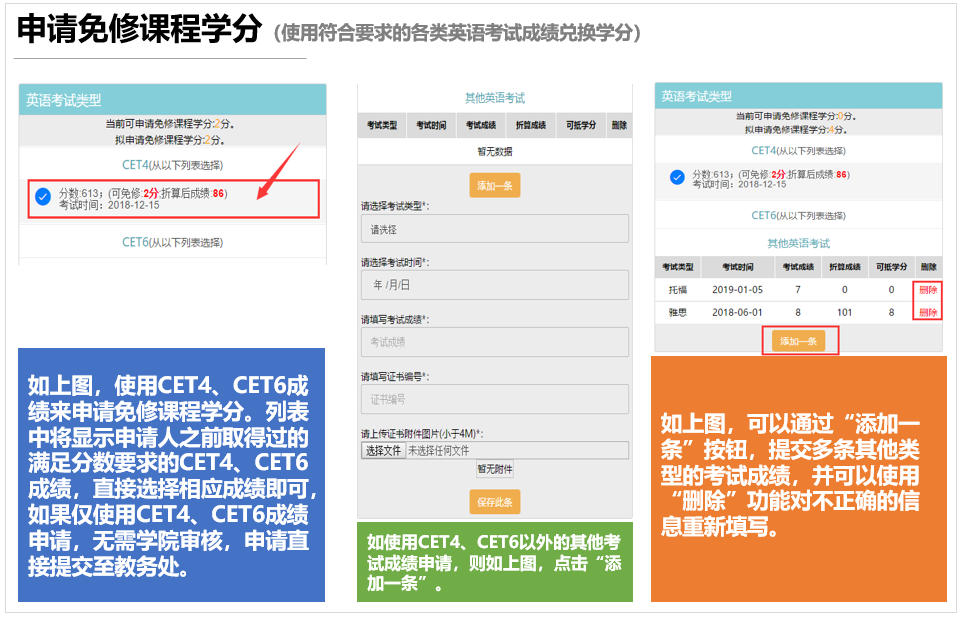 申请免修课程学分（使用符合要求的各类英语考试成绩兑换学分）
英语考试类型
当前可申请免修课程学分:2分。
拟申请免修课程学分:2分。
CET4(从以下列表选择)
分数:613；(可免修:2分.折算后成绩:86)
考试时间：2018-12-15
CET6(从以下列表选择)
如上图，使用CET4、CET6成
绩来申请免修课程学分。列表
中将显示申请人之前取得过的
满足分数要求的CET4、CET6
成绩，直接选择相应成绩即可，
如果仅使用CET4、CET6成绩
申请，无需学院审核，申请直
接提交至教务处。
其他英语考试
考试类型 考试时间 考试成绩 折算成绩 可抵学分 删除
暂无数据
添加一条
请选择考试类型*:
请选择
请选择考试时间*:
年 /月/日
请填写考试成绩*:
考试成绩
请填写证书编号*:
证书编号
请上传证书附件图片(小于4M)*:
选择文件 未选择任何文件
暂无附件
保存此条
如使用CET4、CET6以外的其他考
试成绩申请，则如上图，点击“添
加一条”。
英语考试类型
当前可申请免修课程学分:0分。
拟申请免修课程学分:4分。
CET4(从以下列表选择)
分数:613；(可免修:2分.折算后成绩:86)
考试时间：2018-12-15
CET6(从以下列表选择)
其他英语考试
考试类型 考试时间 考试成绩 折算成绩 可抵学分 删除
托福 2019-01-05 7 0 0 删除
雅思 2018-06-01 8 101 8 删除
添加一条
如上图，可以通过“添加一
条”按钮，提交多条其他类
型的考试成绩，并可以使用
“删除”功能对不正确的信
息重新填写。